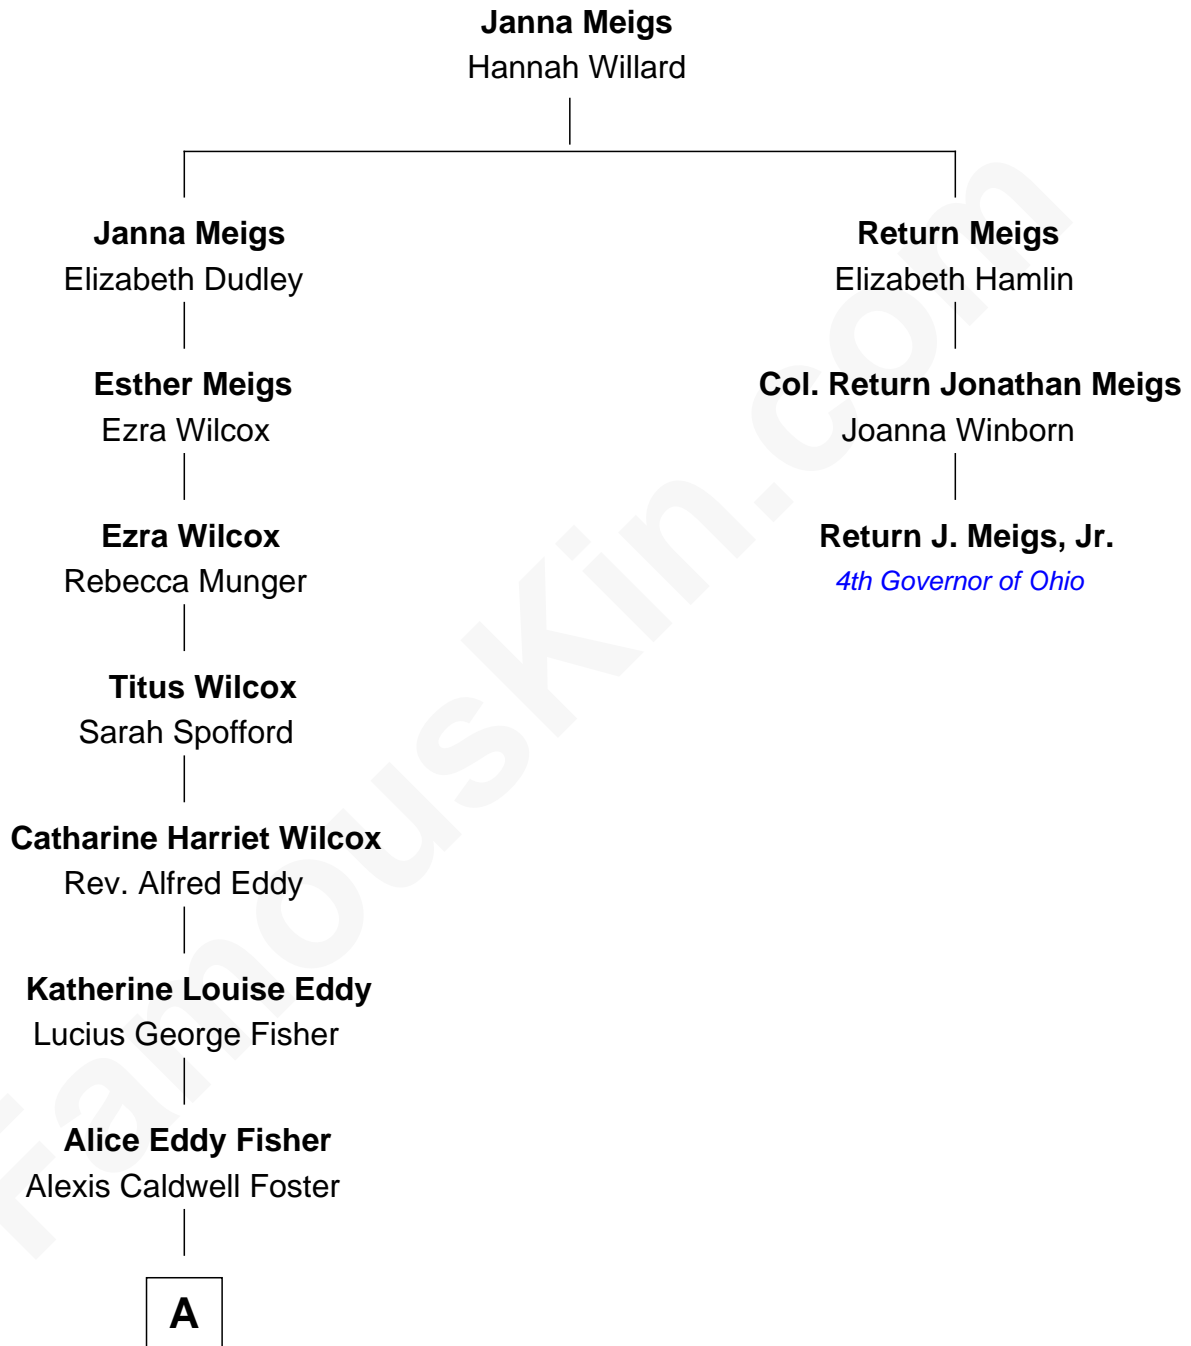 Janna Meigs
Hannah Willard
Janna Meigs
Elizabeth Dudley
Return Meigs
Elizabeth Hamlin
Esther Meigs
Ezra Wilcox
Col. Return Jonathan Meigs
Joanna Winborn
Ezra Wilcox
Rebecca Munger
Return J. Meigs, Jr.
4th Governor of Ohio
Titus Wilcox
Sarah Spofford
Catharine Harriet Wilcox
Rev. Alfred Eddy
Katherine Louise Eddy
Lucius George Fisher
Alice Eddy Fisher
Alexis Caldwell Foster
A
FamousKin.com